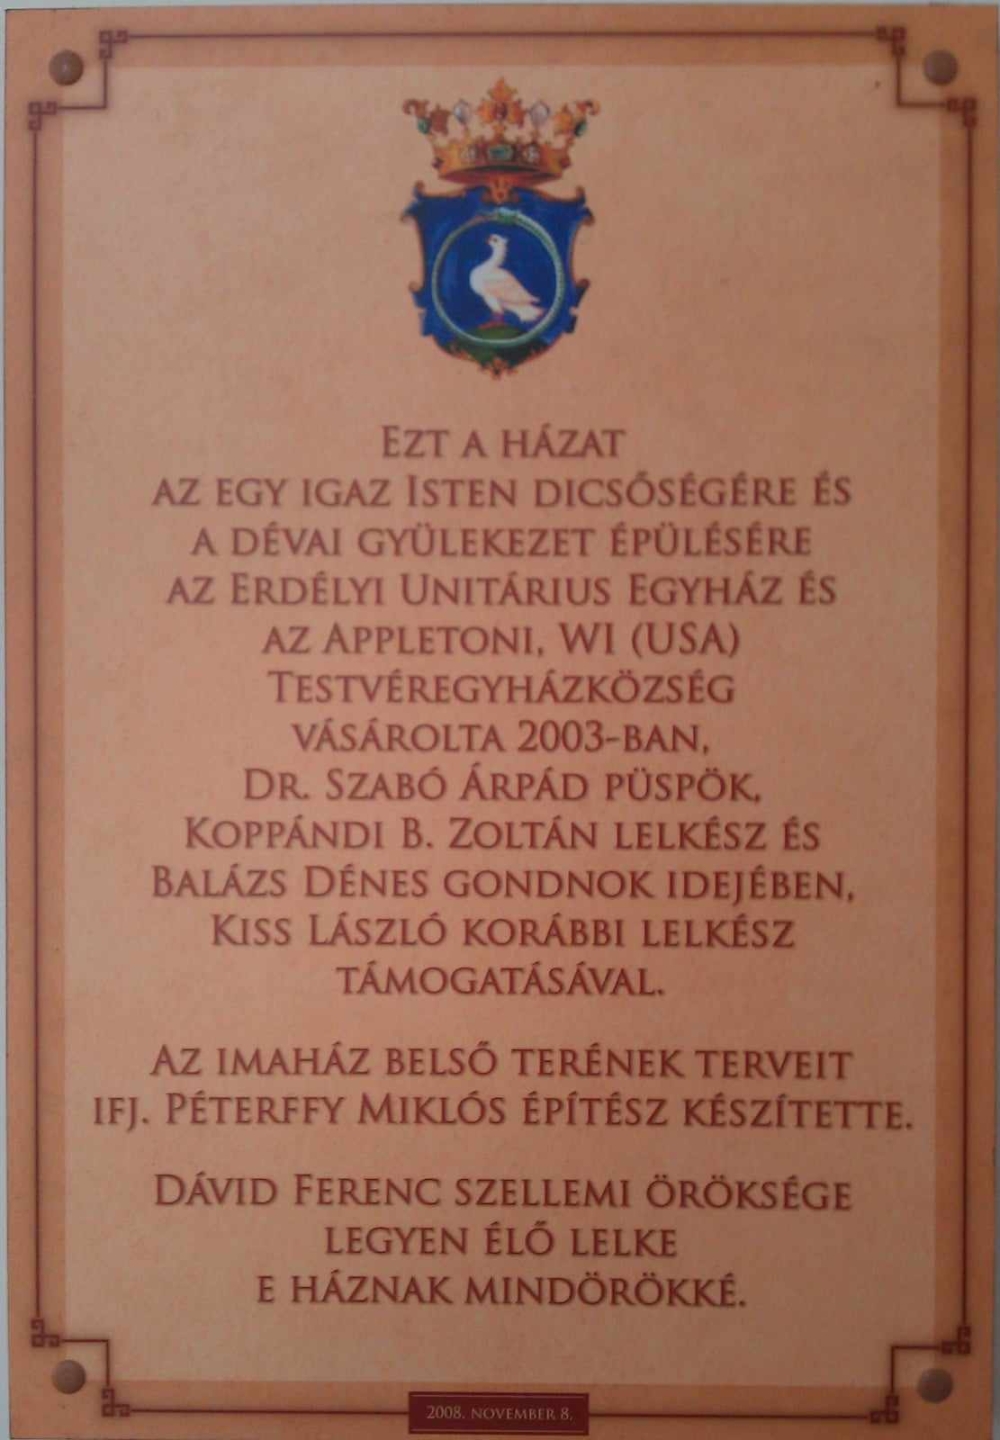 Ezt a házat
az egy igaz Isten dicsőségére és
a dévai gyülekezet épülésére
az Erdélyi Unitárius Egyház és
az Appletoni, WI (USA)
Testvéregyházközség
vásárolta 2003-ban,
Dr. Szabó Árpád püspök,
Koppándi B. Zoltán lelkész és
Balázs Dénes gondnok idejében,
Kiss László korábbi lelkész
támogatásával.
Az imaház belső terének terveit
ifj. Péterffy Miklós építész készítette.
Dávid Ferenc szellemi öröksége
legyen élő lelke
e háznak mindörökké.
2008. november 8.